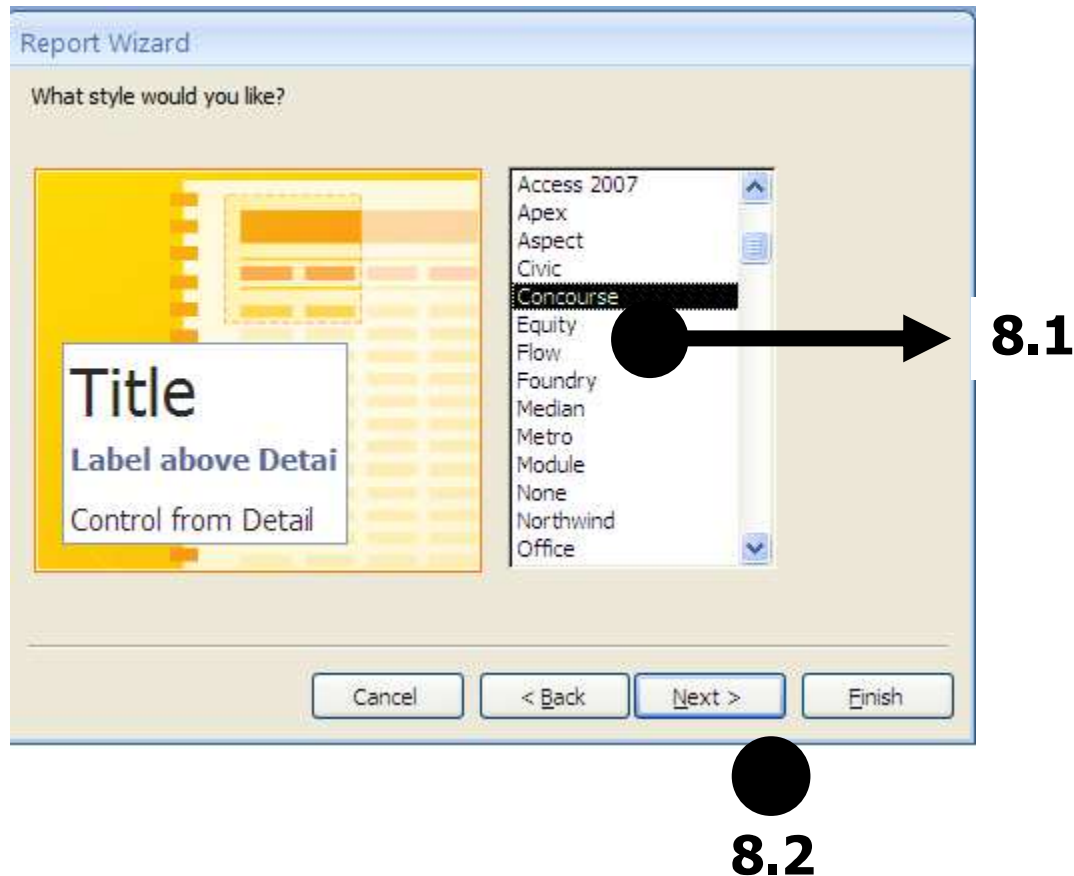 Report Wizard
What style would you like?
Title
Label above Detai
Control from Detail
Access 2007
Apex
Aspect
Civic
Concourse
Equity
Flow
Foundry
Median
Metro
Module
None
Northwind
Office
8.1
Cancel
< Back
Next >
Finish
8.2